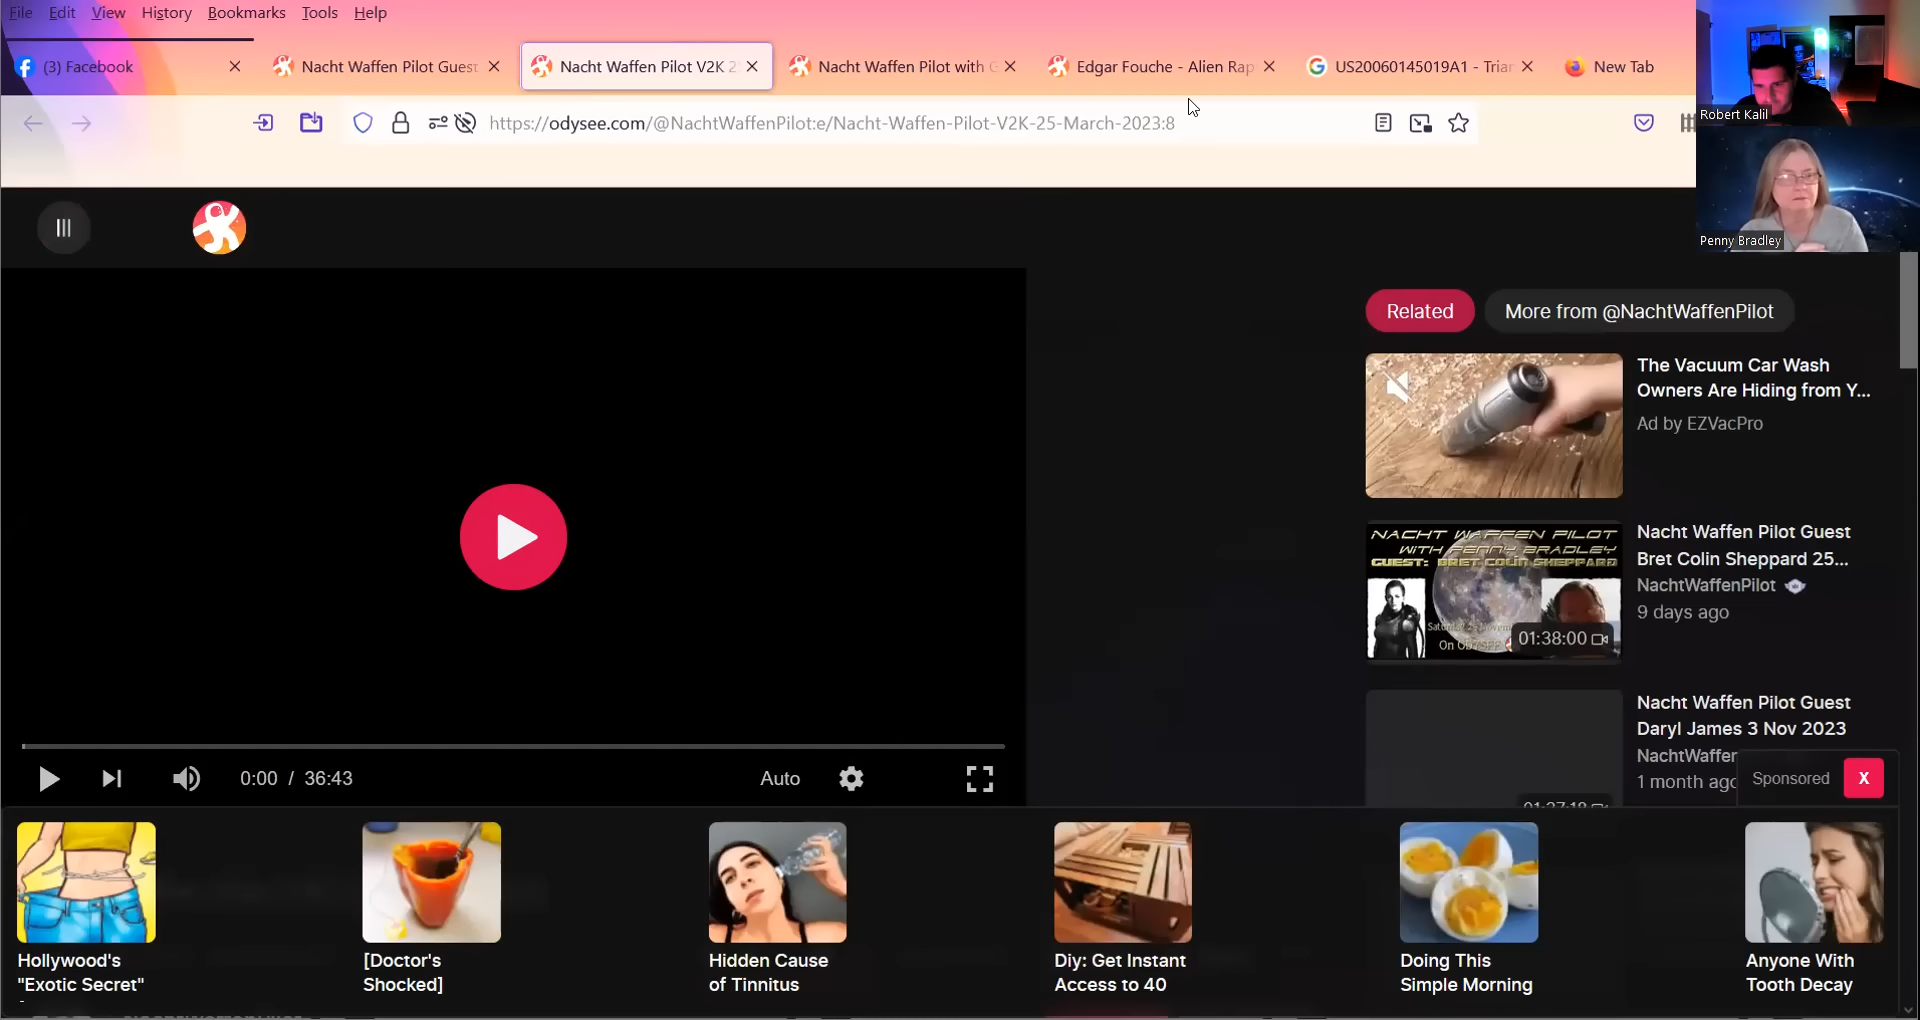 File Edit View History Bookmarks Tools Help
(3) Facebook
Nacht Waffen Pilot Guest
Nacht Waffen Pilot V2K 2
Nacht Waffen Pilot with G
Edgar Fouche - Alien Rap
US20060145019A1 - Trian
New Tab
https://odysee.com/@NachtWaffenPilot:e/Nacht-Waffen-Pilot-V2K-25-March-2023:8
Robert Kalil
Penny Bradley
Related
More from @NachtWaffenPilot
The Vacuum Car Wash
Owners Are Hiding from Y...
Ad by EZVacPro
NACHT WAFFEN PILOT
WITH PENNY BRADLEY
GUEST: BRET COLIN SHEPPARD
On Odysee
01:38:00
Nacht Waffen Pilot Guest
Bret Colin Sheppard 25...
NachtWaffenPilot
9 days ago
Nacht Waffen Pilot Guest
Daryl James 3 Nov 2023
NachtWaffen
1 month ago
01:37:18
Sponsored
X
0:00 / 36:43
Auto
Hollywood's
"Exotic Secret"
[Doctor's
Shocked]
Hidden Cause
of Tinnitus
Diy: Get Instant
Access to 40
Doing This
Simple Morning
Anyone With
Tooth Decay